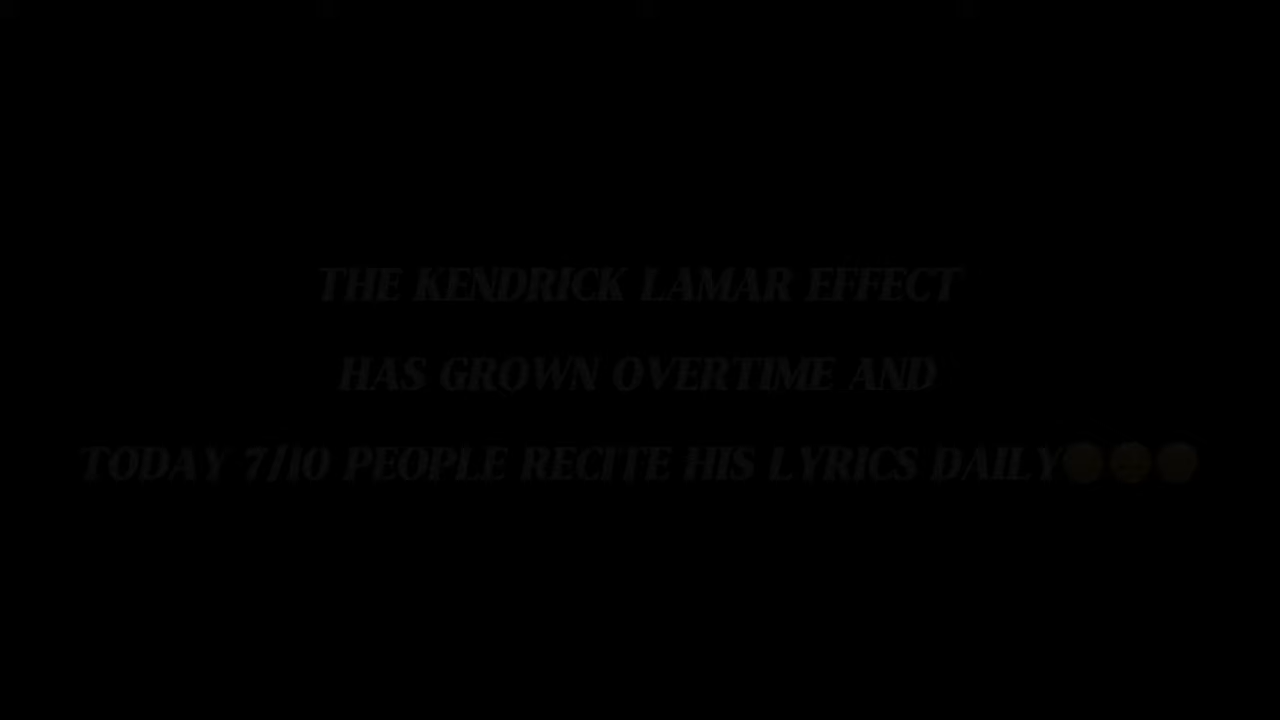 THE KENDRICK LAMAR EFFECT
HAS GROWN OVERTIME AND
TODAY 7/10 PEOPLE RECITE HIS LYRICS DAILY